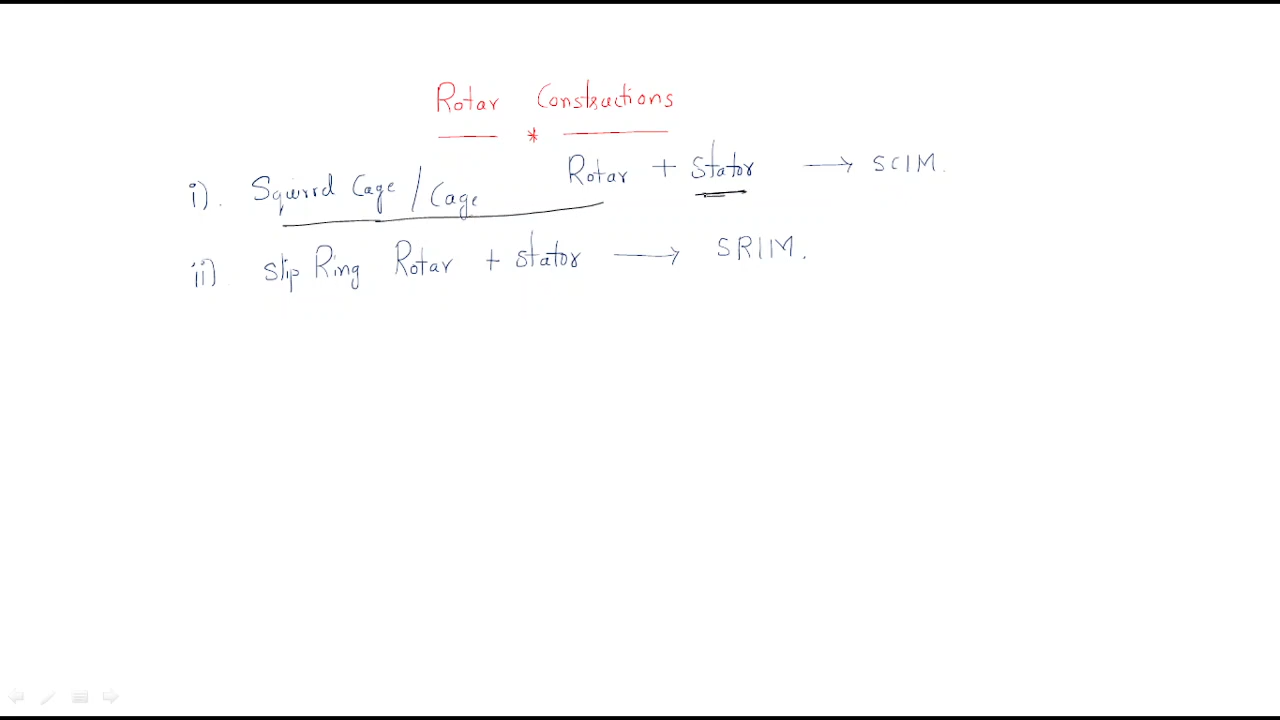 Rotar Constructions
*
i). Squirrel Cage / Cage Rotar + Stator → SCIM.
ii) Slip Ring Rotar + Stator → SRIM.